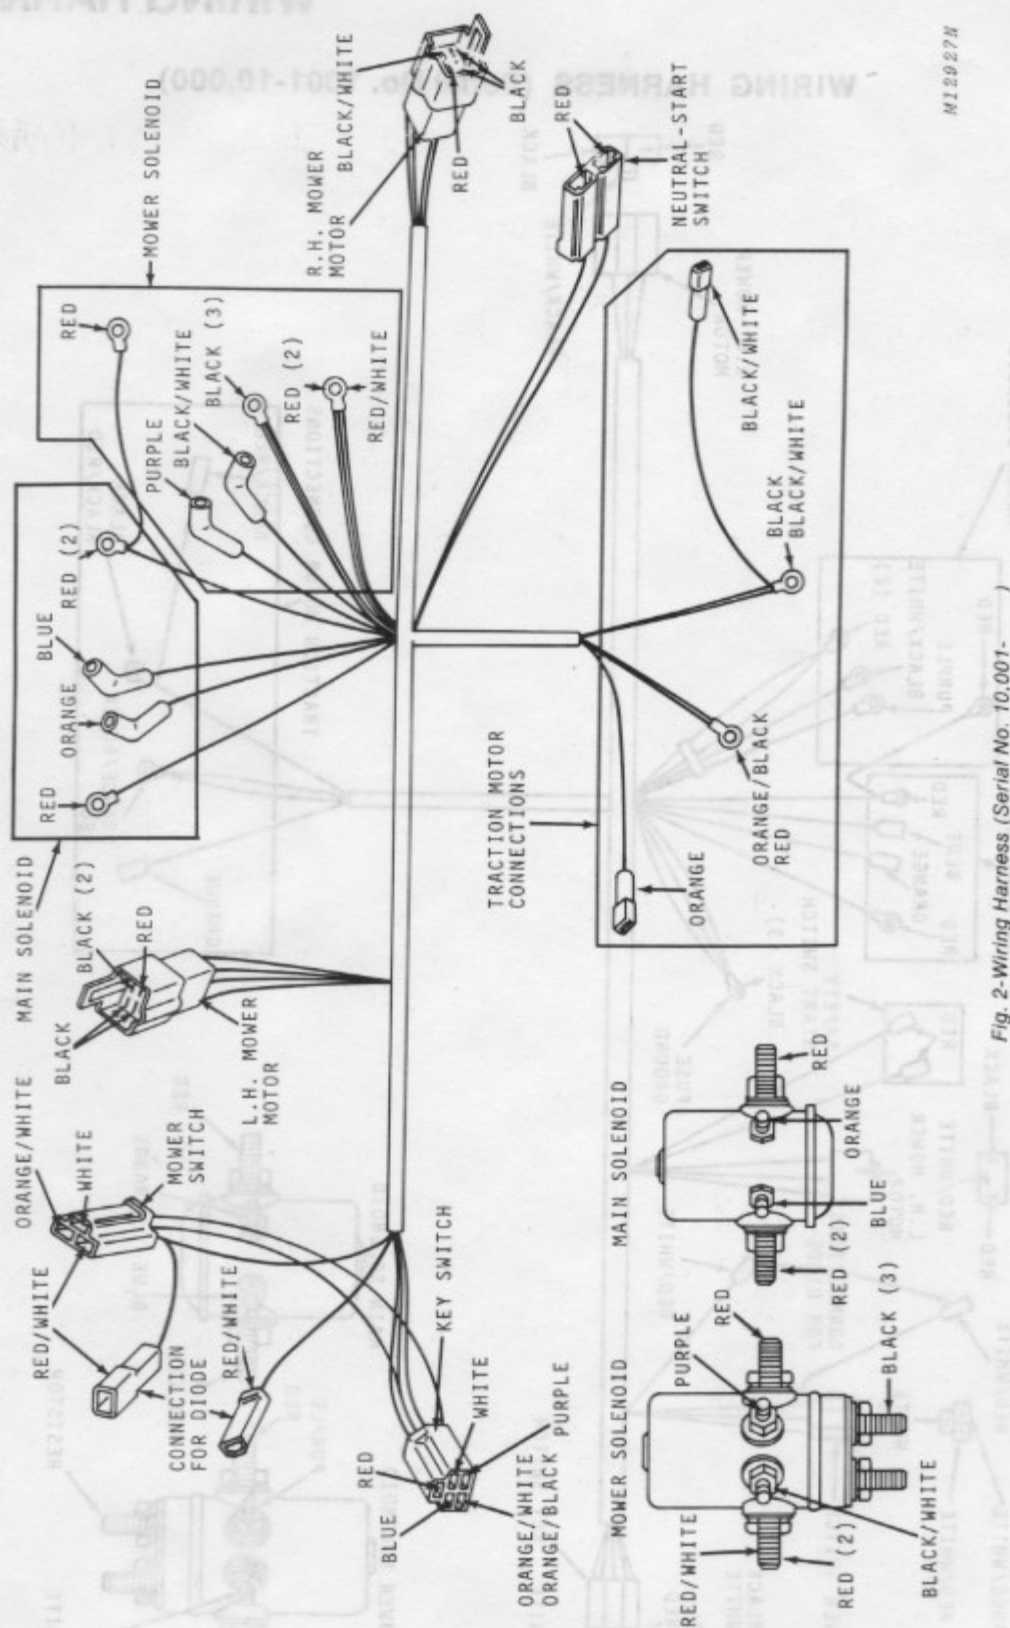 MOWER SOLENOID
RED
BLACK/WHITE
R.H. MOWER
MOTOR
RED
BLACK
RED
NEUTRAL-START
SWITCH
M12927N
PURPLE
BLACK/WHITE
BLACK (3)
RED (2)
RED/WHITE
MAIN SOLENOID
RED
ORANGE
BLUE
RED (2)
BLACK (2)
RED
BLACK
L.H. MOWER
MOTOR
ORANGE/WHITE
WHITE
MOWER
SWITCH
RED/WHITE
CONNECTION
FOR DIODE
RED/WHITE
KEY SWITCH
RED
BLUE
WHITE
PURPLE
ORANGE/WHITE
ORANGE/BLACK
TRACTION MOTOR
CONNECTIONS
ORANGE
ORANGE/BLACK
RED
BLACK
BLACK/WHITE
BLACK/WHITE
MOWER SOLENOID
RED/WHITE
RED (2)
PURPLE
RED
BLACK/WHITE
BLACK (3)
MAIN SOLENOID
RED (2)
BLUE
ORANGE
RED
Fig. 2-Wiring Harness (Serial No. 10,001- )
WIRING HARNESS